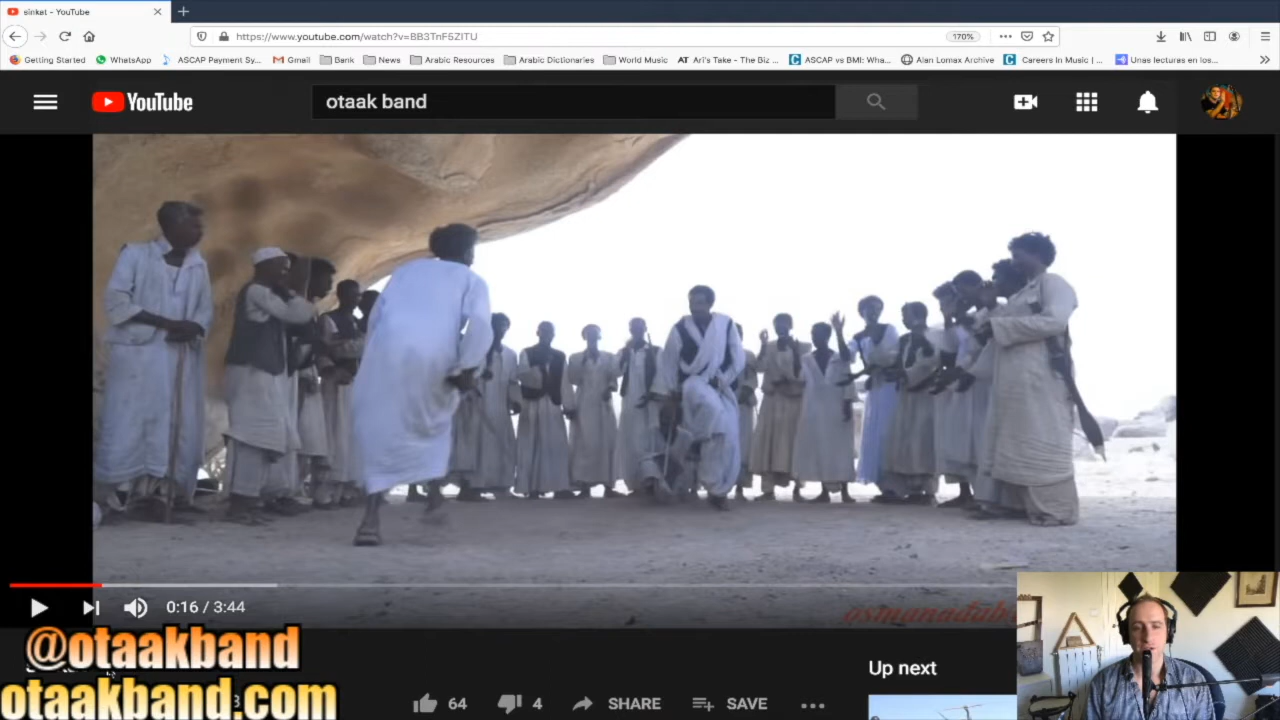 sinkat - YouTube
https://www.youtube.com/watch?v=BB3TnF5ZITU
170%
Getting Started WhatsApp ASCAP Payment Sy... Gmail Bank News Arabic Resources Arabic Dictionaries World Music AT Ari's Take - The Biz ... ASCAP vs BMI: Wha... Alan Lomax Archive Careers In Music | ... Unas lecturas en los...
YouTube
otaak band
0:16 / 3:44
@otaakband
otaakband.com
64
4
SHARE
SAVE
Up next